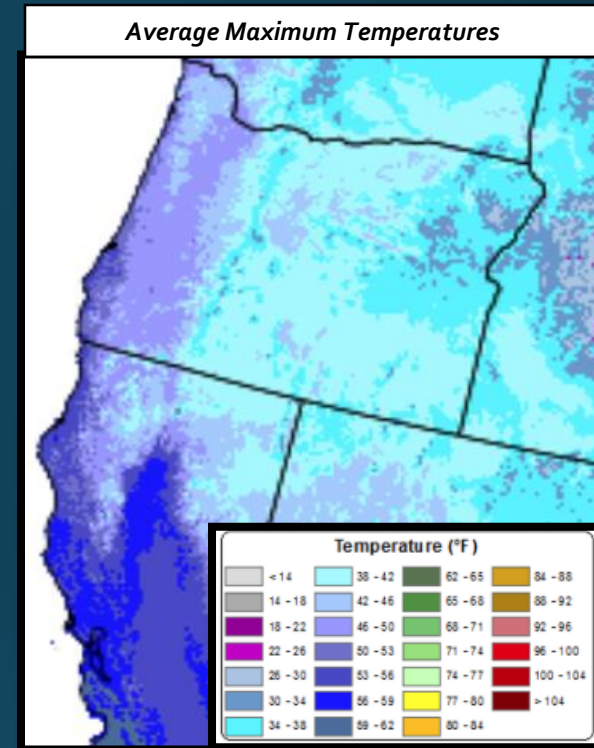 Average Maximum Temperatures
Temperature (°F)
< 14
14 - 18
18 - 22
22 - 26
26 - 30
30 - 34
34 - 38
38 - 42
42 - 46
46 - 50
50 - 53
53 - 56
56 - 59
59 - 62
62 - 65
65 - 68
68 - 71
71 - 74
74 - 77
77 - 80
80 - 84
84 - 88
88 - 92
92 - 96
96 - 100
100 - 104
> 104